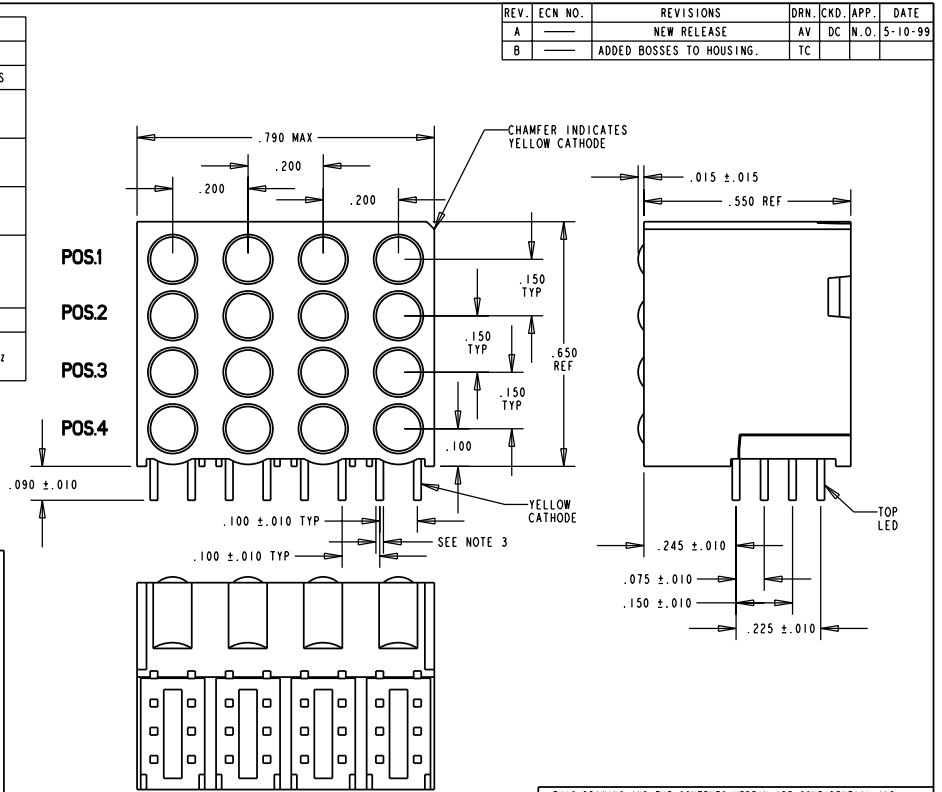 REV. ECN NO. REVISIONS DRN. CKD. APP. DATE
A — NEW RELEASE AV DC N.O. 5-10-99
B — ADDED BOSSES TO HOUSING. TC
S
z
.790 MAX
CHAMFER INDICATES
YELLOW CATHODE
.200
.200
.200
.015 ±.015
.550 REF
POS.1
POS.2
POS.3
POS.4
.150
TYP
.150
TYP
.650
REF
.150
TYP
.100
.090 ±.010
YELLOW
CATHODE
.100 ±.010 TYP
SEE NOTE 3
.100 ±.010 TYP
TOP
LED
.245 ±.010
.075 ±.010
.150 ±.010
.225 ±.010